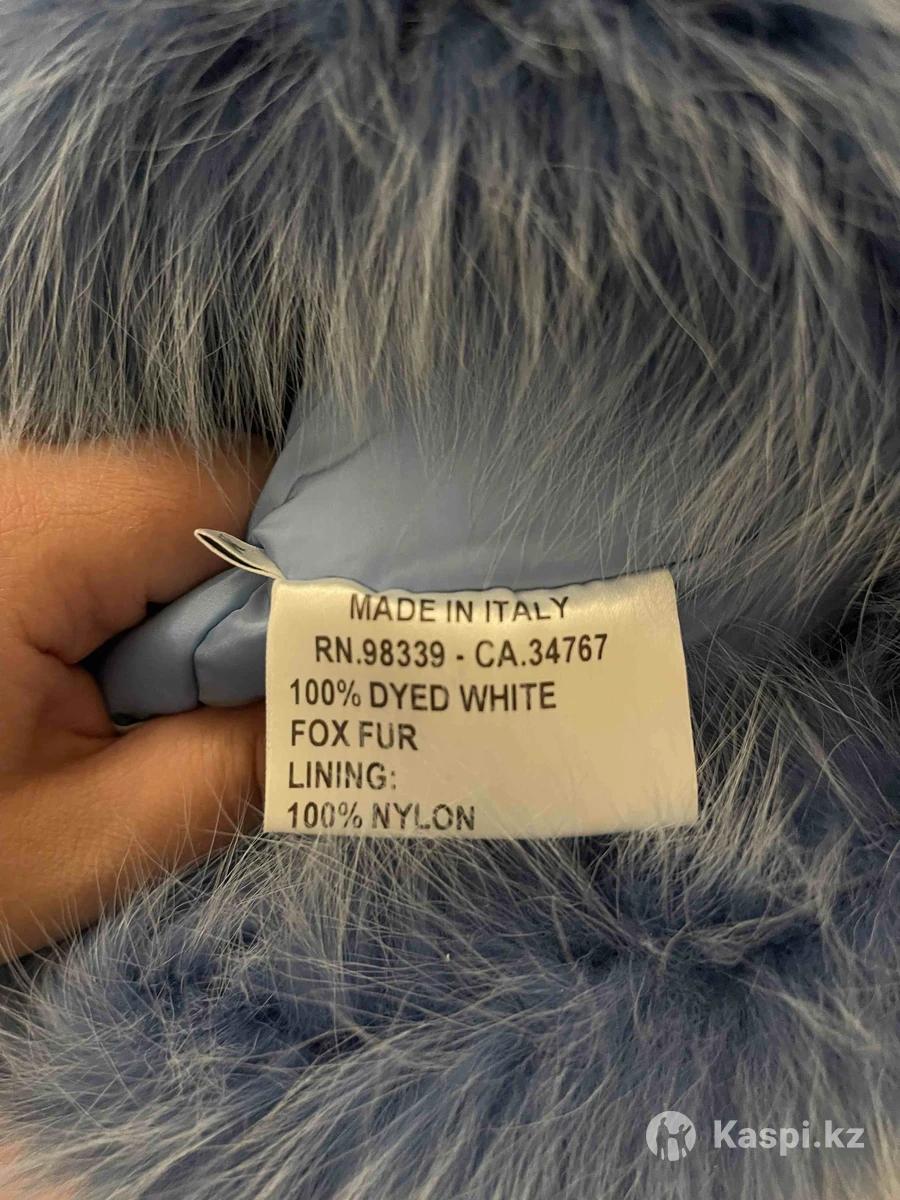 MADE IN ITALY
RN.98339 - CA.34767
100% DYED WHITE
FOX FUR
LINING:
100% NYLON
Kaspi.kz